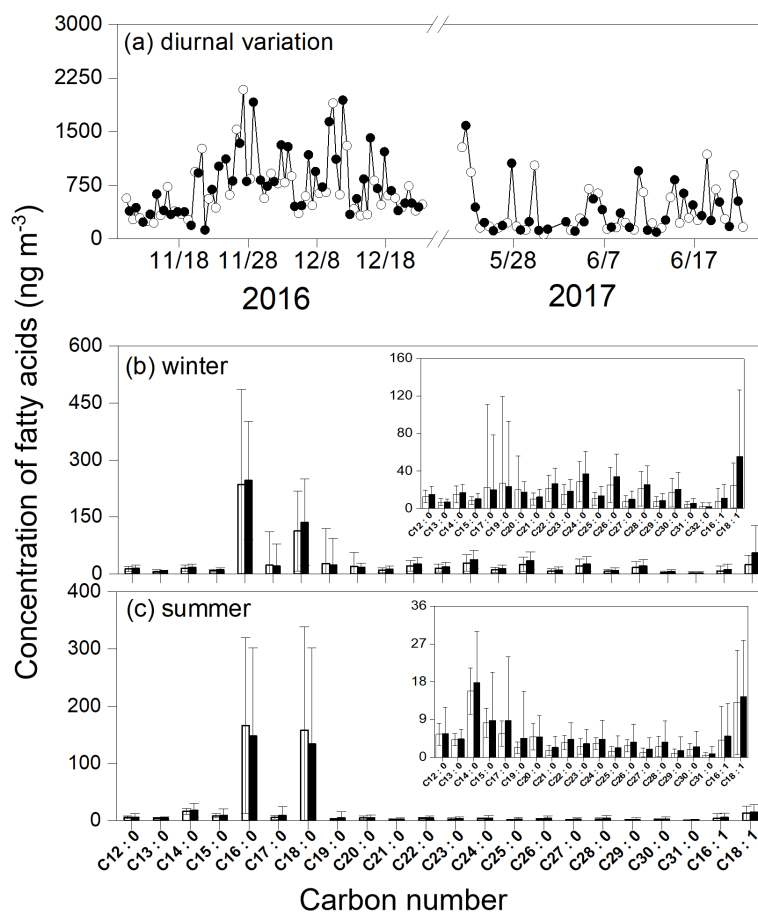 Concentration of fatty acids (ng m-3)
3000
2250
1500
750
0
(a) diurnal variation
11/18 11/28 12/8 12/18 5/28 6/7 6/17
2016 2017
600
450
300
150
0
(b) winter
160
120
80
40
0
C12 : 0 C13 : 0 C14 : 0 C15 : 0 C17 : 0 C19 : 0 C20 : 0 C21 : 0 C22 : 0 C23 : 0 C24 : 0 C25 : 0 C26 : 0 C27 : 0 C28 : 0 C29 : 0 C30 : 0 C31 : 0 C32 : 0 C16 : 1 C18 : 1
400
300
200
100
0
(c) summer
36
27
18
9
0
C12 : 0 C13 : 0 C14 : 0 C15 : 0 C17 : 0 C19 : 0 C20 : 0 C21 : 0 C22 : 0 C23 : 0 C24 : 0 C25 : 0 C26 : 0 C27 : 0 C28 : 0 C29 : 0 C30 : 0 C31 : 0 C16 : 1 C18 : 1
C12 : 0 C13 : 0 C14 : 0 C15 : 0 C16 : 0 C17 : 0 C18 : 0 C19 : 0 C20 : 0 C21 : 0 C22 : 0 C23 : 0 C24 : 0 C25 : 0 C26 : 0 C27 : 0 C28 : 0 C29 : 0 C30 : 0 C31 : 0 C16 : 1 C18 : 1
Carbon number